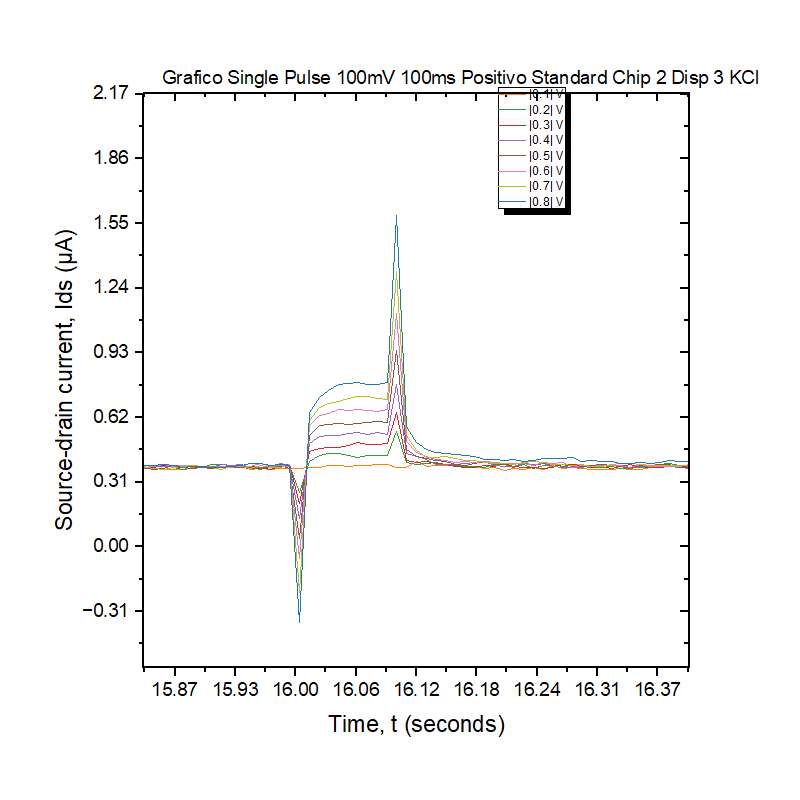 Grafico Single Pulse 100mV 100ms Positivo Standard Chip 2 Disp 3 KCl
|0.1| V
|0.2| V
|0.3| V
|0.4| V
|0.5| V
|0.6| V
|0.7| V
|0.8| V
2.17
1.86
1.55
1.24
0.93
0.62
0.31
0.00
−0.31
Source-drain current, Ids (µA)
15.87 15.93 16.00 16.06 16.12 16.18 16.24 16.31 16.37
Time, t (seconds)